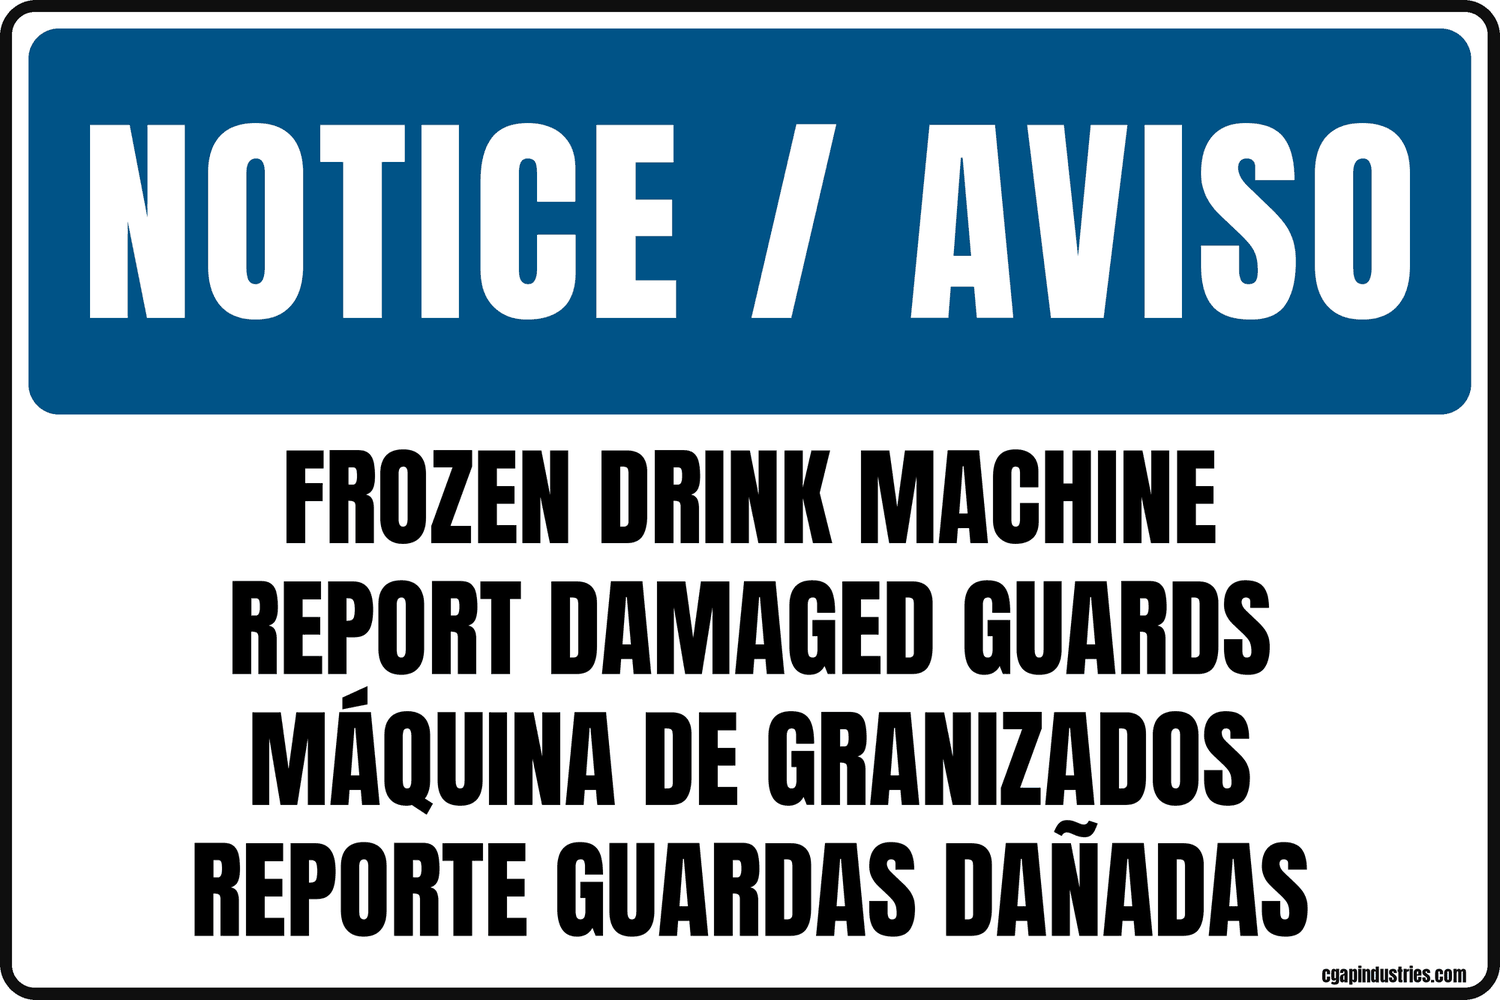 NOTICE / AVISO
FROZEN DRINK MACHINE
REPORT DAMAGED GUARDS
MÁQUINA DE GRANIZADOS
REPORTE GUARDAS DAÑADAS
cgapindustries.com